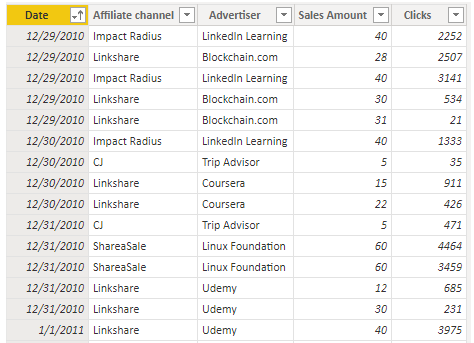 Date Affiliate channel Advertiser Sales Amount Clicks
12/29/2010 Impact Radius LinkedIn Learning 40 2252
12/29/2010 Linkshare Blockchain.com 28 2507
12/29/2010 Impact Radius LinkedIn Learning 40 3141
12/29/2010 Linkshare Blockchain.com 30 534
12/29/2010 Linkshare Blockchain.com 31 21
12/30/2010 Impact Radius LinkedIn Learning 40 1333
12/30/2010 CJ Trip Advisor 5 35
12/30/2010 Linkshare Coursera 15 911
12/30/2010 Linkshare Coursera 22 426
12/31/2010 CJ Trip Advisor 5 471
12/31/2010 ShareaSale Linux Foundation 60 4464
12/31/2010 ShareaSale Linux Foundation 60 3459
12/31/2010 Linkshare Udemy 12 685
12/31/2010 Linkshare Udemy 30 231
1/1/2011 Linkshare Udemy 40 3975